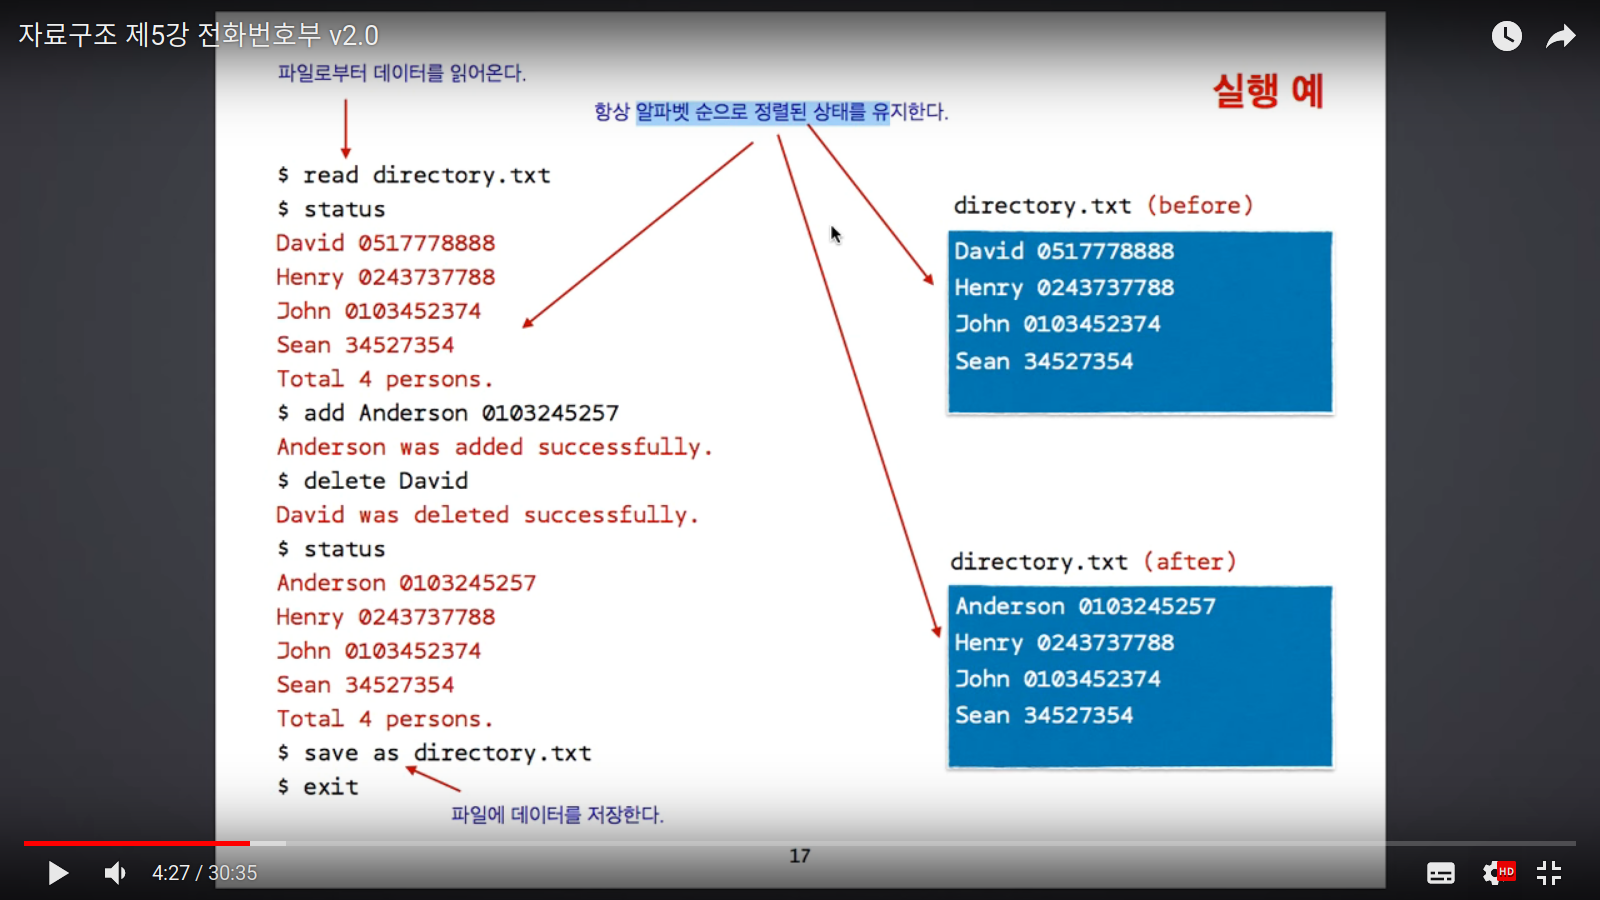 자료구조 제5강 전화번호부 v2.0
파일로부터 데이터를 읽어온다.
실행 예
항상 알파벳 순으로 정렬된 상태를 유지한다.
$ read directory.txt
$ status
David 0517778888
Henry 0243737788
John 0103452374
Sean 34527354
Total 4 persons.
$ add Anderson 0103245257
Anderson was added successfully.
$ delete David
David was deleted successfully.
$ status
Anderson 0103245257
Henry 0243737788
John 0103452374
Sean 34527354
Total 4 persons.
$ save as directory.txt
$ exit
파일에 데이터를 저장한다.
directory.txt (before)
David 0517778888
Henry 0243737788
John 0103452374
Sean 34527354
directory.txt (after)
Anderson 0103245257
Henry 0243737788
John 0103452374
Sean 34527354
17
4:27 / 30:35
HD